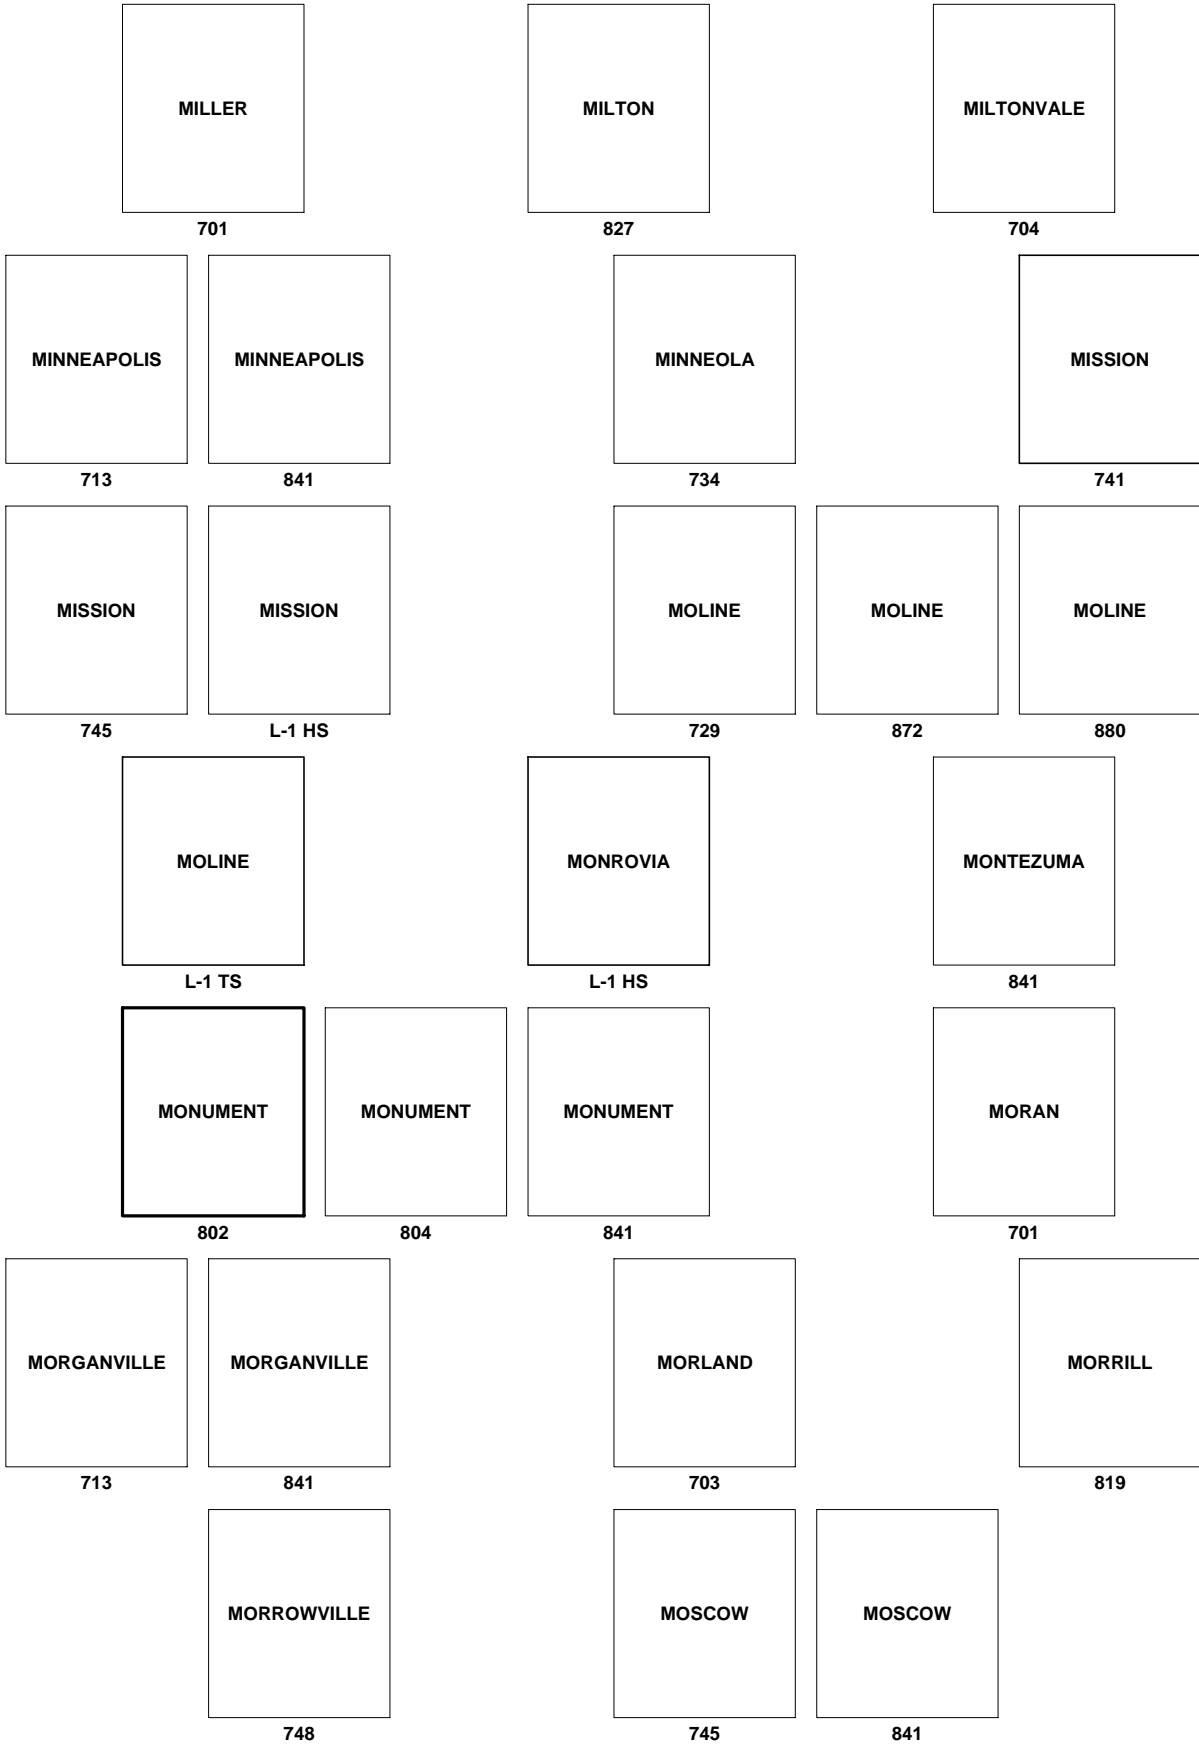 MILLER MILTON MILTONVALE
701 827 704
MINNEAPOLIS MINNEAPOLIS MINNEOLA MISSION
713 841 734 741
MISSION MISSION MOLINE MOLINE MOLINE
745 L-1 HS 729 872 880
MOLINE MONROVIA MONTEZUMA
L-1 TS L-1 HS 841
MONUMENT MONUMENT MONUMENT MORAN
802 804 841 701
MORGANVILLE MORGANVILLE MORLAND MORRILL
713 841 703 819
MORROWVILLE MOSCOW MOSCOW
748 745 841